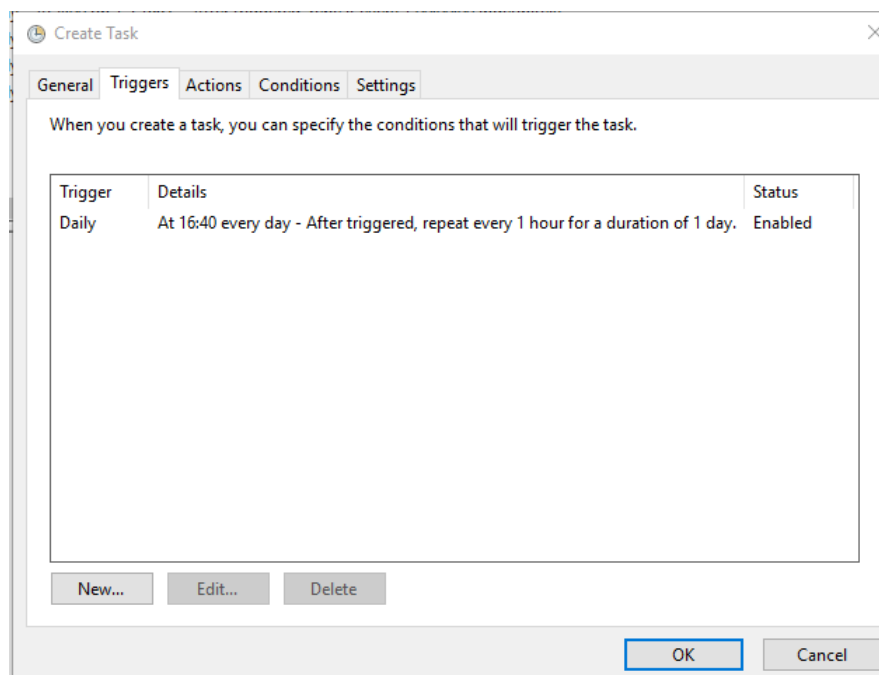 Create Task
General Triggers Actions Conditions Settings
When you create a task, you can specify the conditions that will trigger the task.
Trigger Details Status
Daily At 16:40 every day - After triggered, repeat every 1 hour for a duration of 1 day. Enabled
New... Edit... Delete
OK Cancel